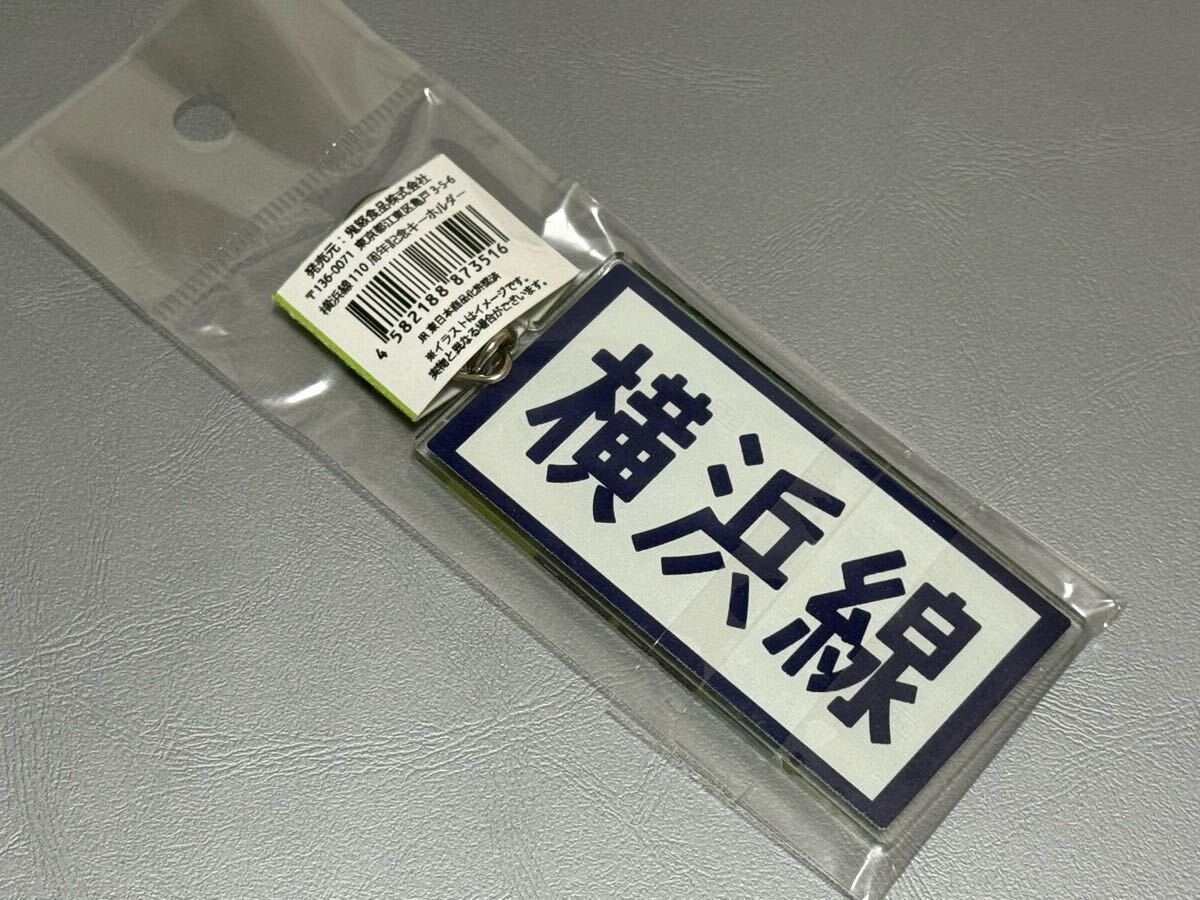 発売元：鬼怒食品株式会社
〒136-0071 東京都江東区亀戸3-5-6
横浜線110周年記念キーホルダー
4 582188 873516
JR東日本商品化許諾済
※イラストはイメージです。
実物と異なる場合がございます。
横浜線